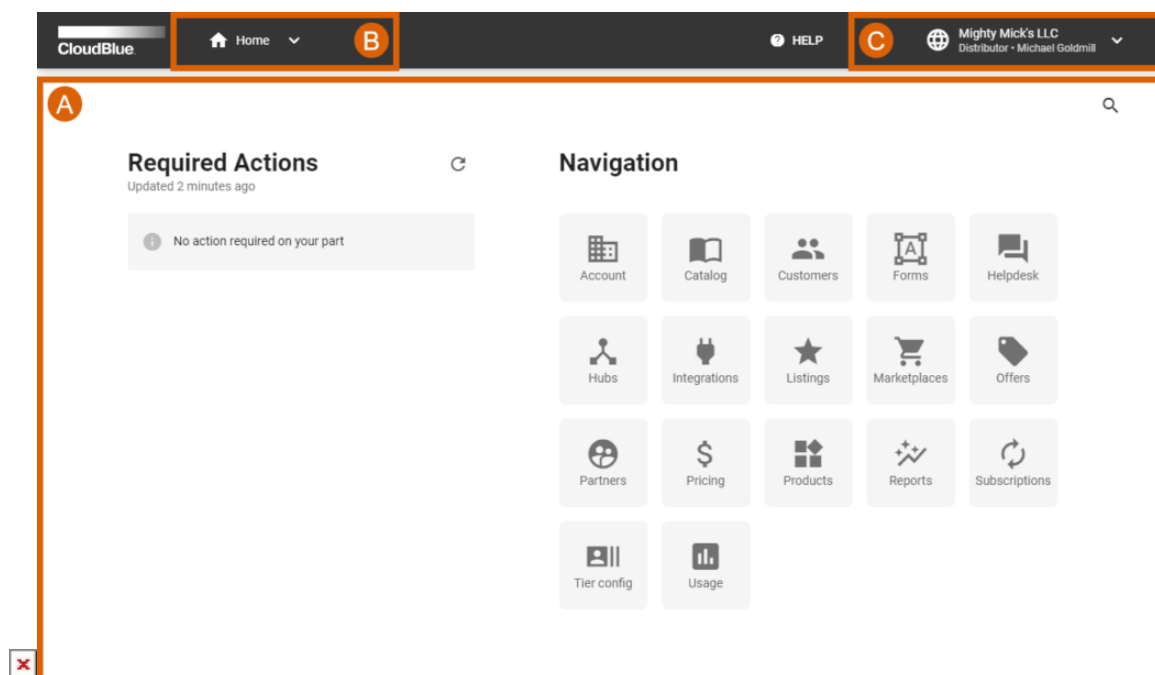 CloudBlue.
Home
B
HELP
C
Mighty Mick's LLC
Distributor • Michael Goldmill
A
Required Actions
Updated 2 minutes ago
No action required on your part
Navigation
Account
Catalog
Customers
Forms
Helpdesk
Hubs
Integrations
Listings
Marketplaces
Offers
Partners
Pricing
Products
Reports
Subscriptions
Tier config
Usage